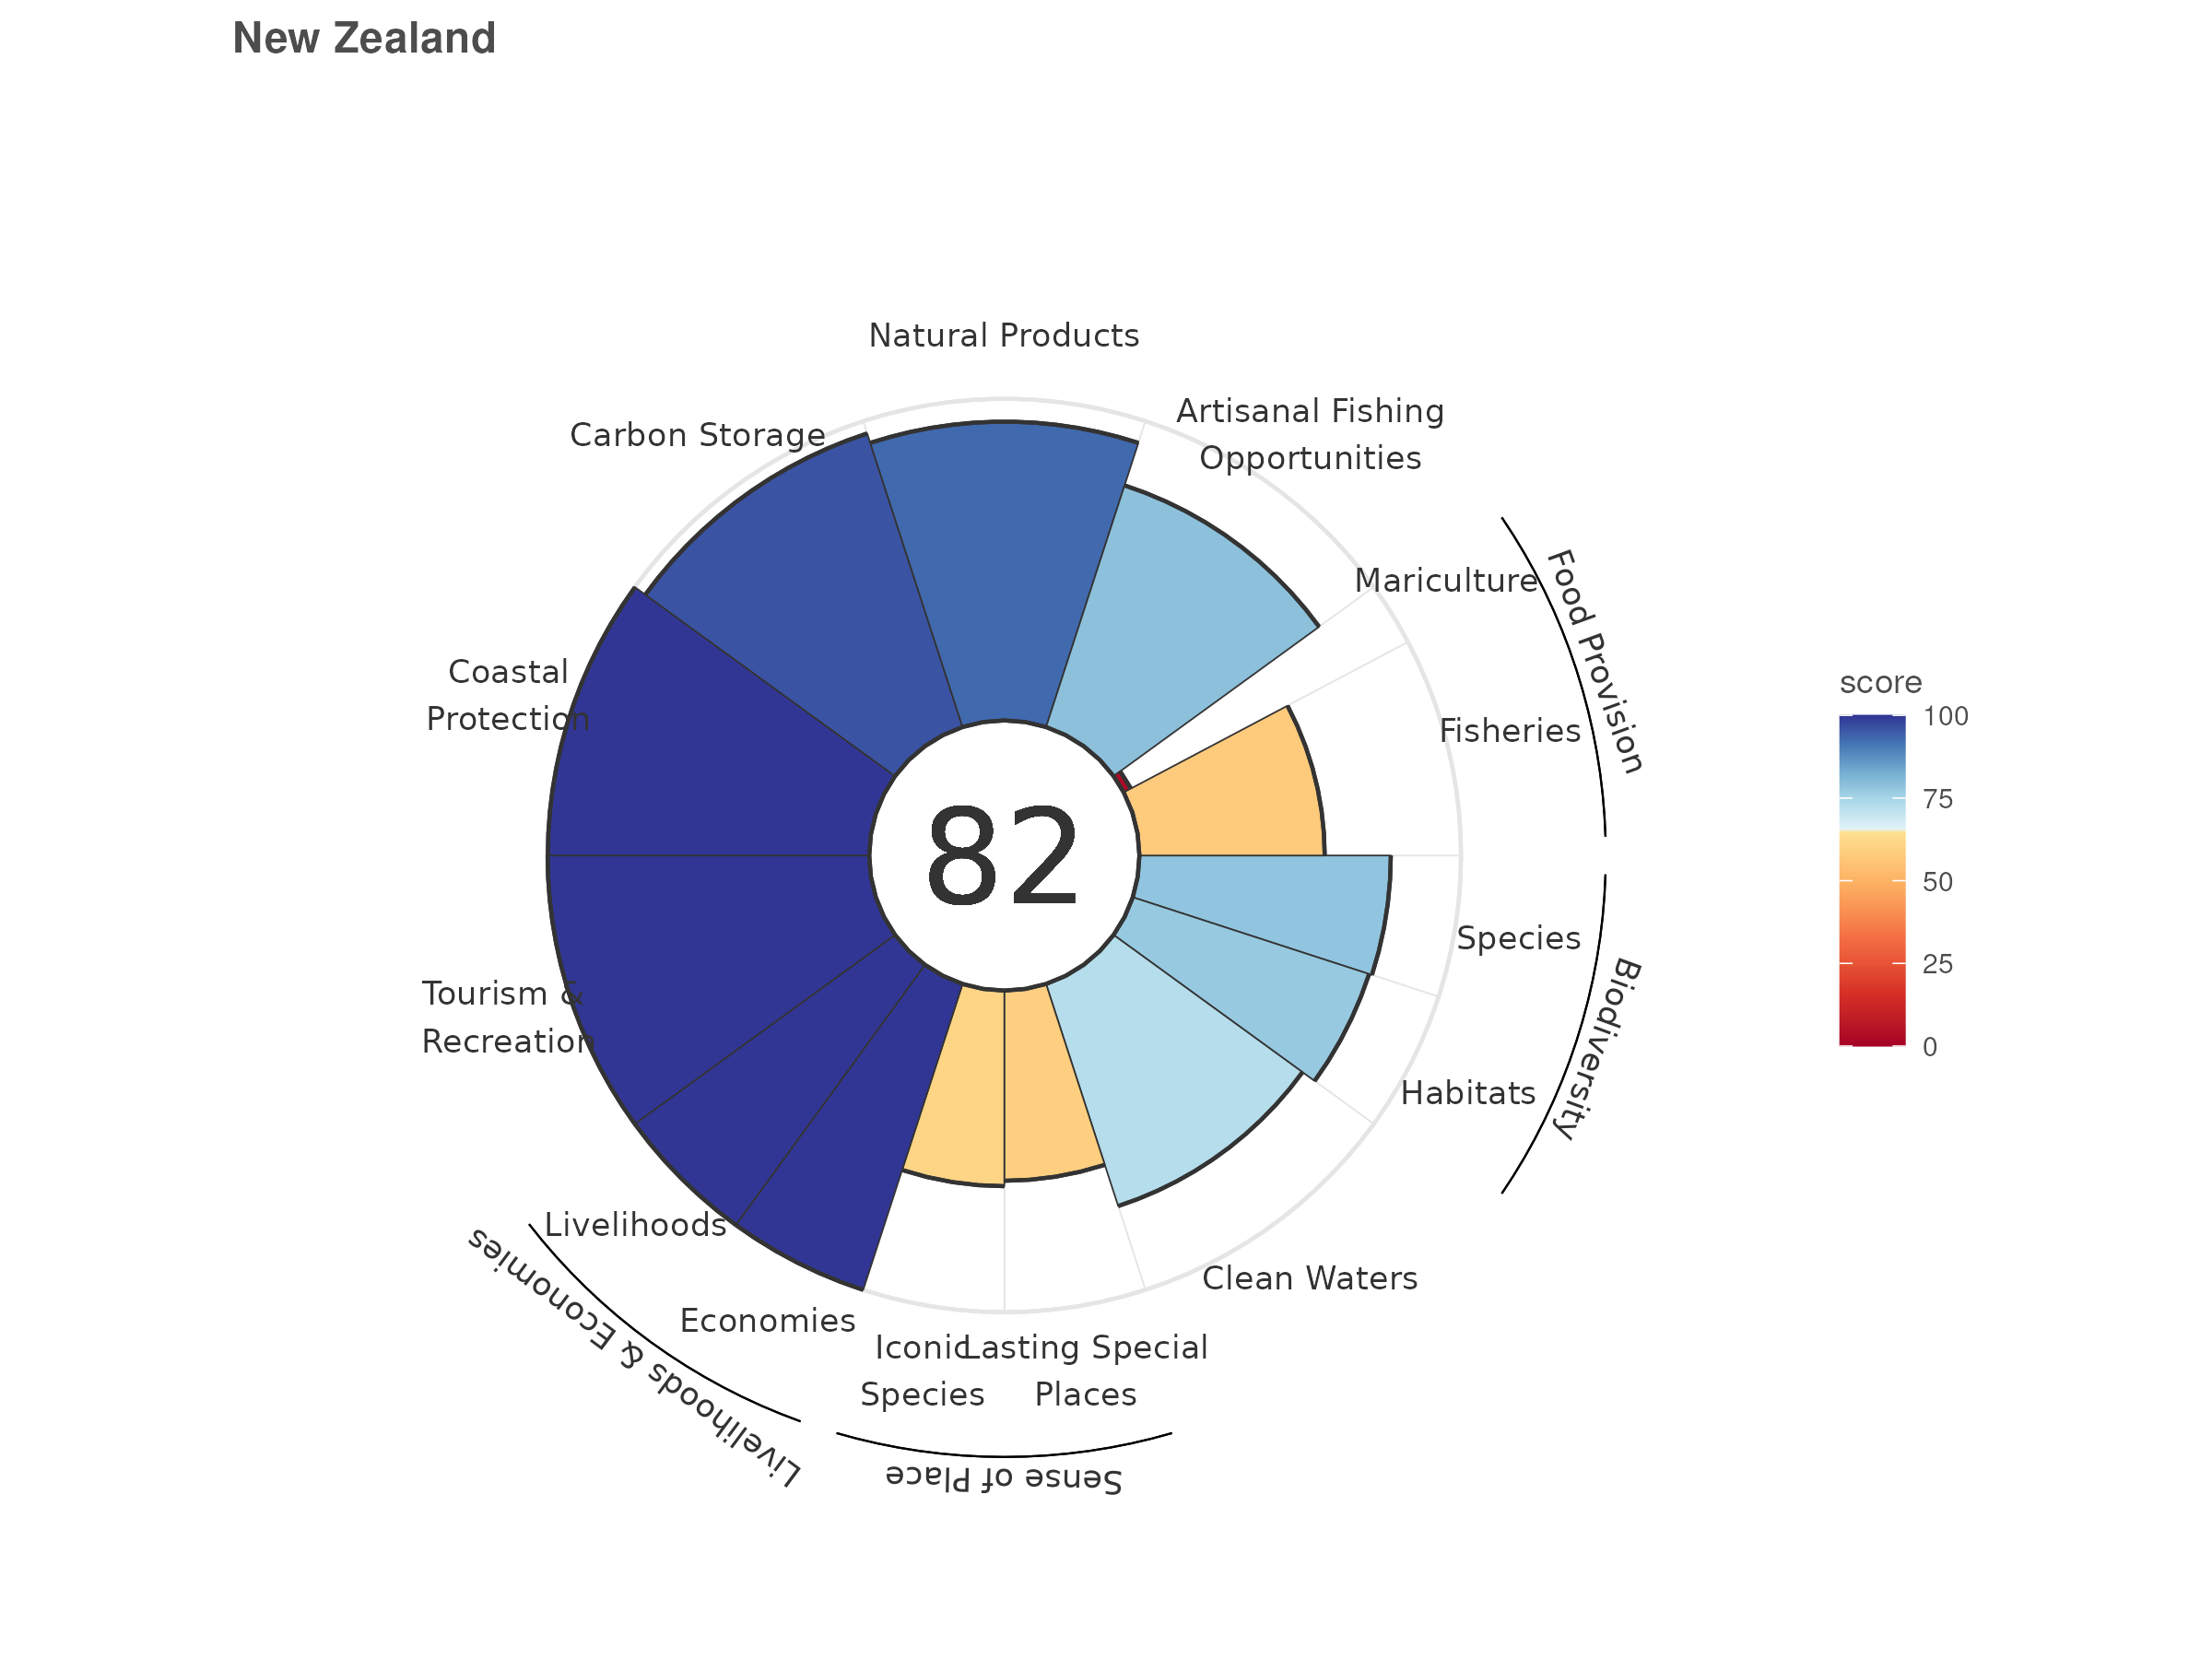 New Zealand
Natural Products
Artisanal Fishing
Opportunities
Carbon Storage
Mariculture
Food Provision
Fisheries
Coastal
Protection
score
100
75
50
25
0
82
Species
Biodiversity
Habitats
Tourism &
Recreation
Livelihoods
Clean Waters
Economies
Livelihoods & Economies
Iconic
Species
Lasting Special
Places
Sense of Place